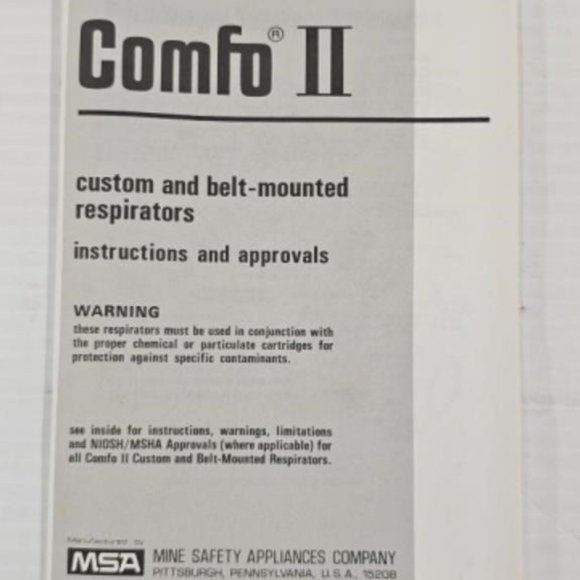 Comfo® II
custom and belt-mounted
respirators
instructions and approvals
WARNING
these respirators must be used in conjunction with
the proper chemical or particulate cartridges for
protection against specific contaminants.
see inside for instructions, warnings, limitations
and NIOSH/MSHA Approvals (where applicable) for
all Comfo II Custom and Belt-Mounted Respirators.
Manufactured by
MSA MINE SAFETY APPLIANCES COMPANY
PITTSBURGH, PENNSYLVANIA, U.S.A., 15208